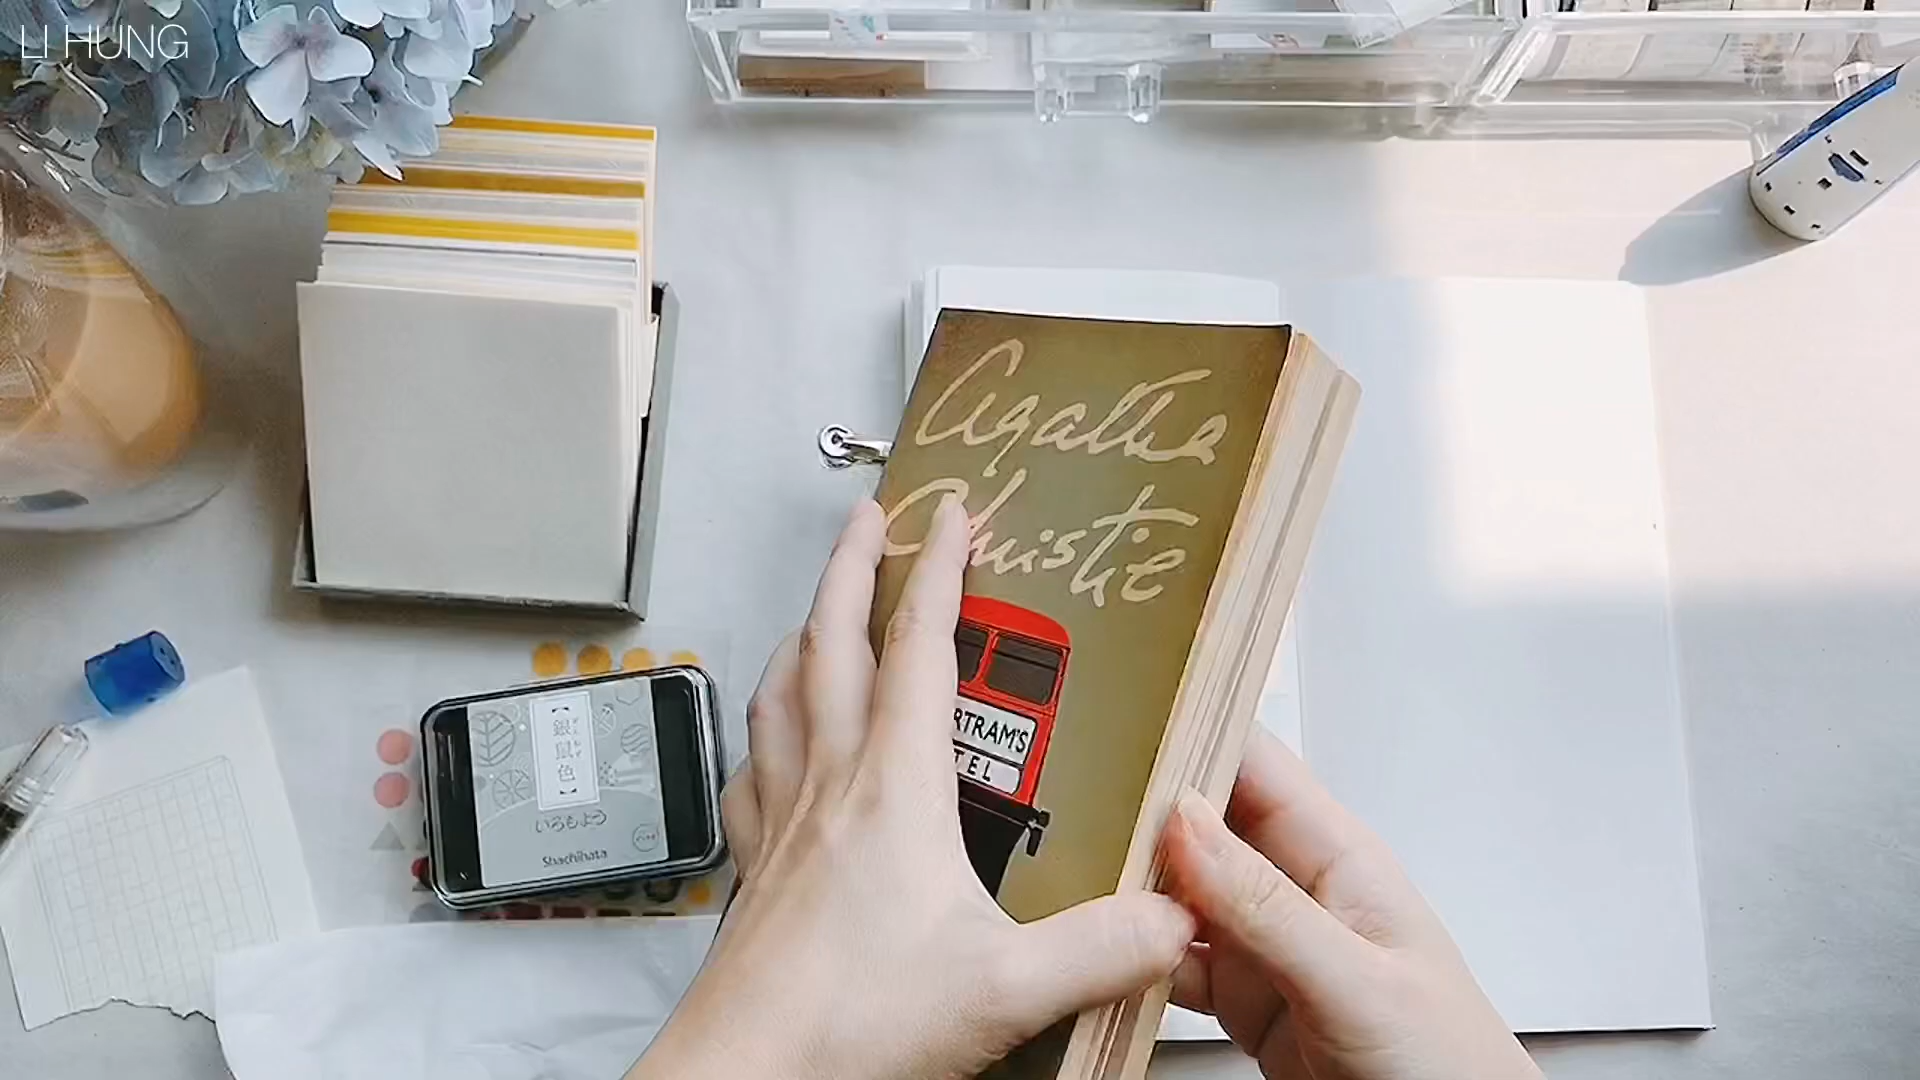 LI HUNG
Agatha
Christie
RTRAM'S
TEL
銀
鼠
色
いろもよう
Shachihata